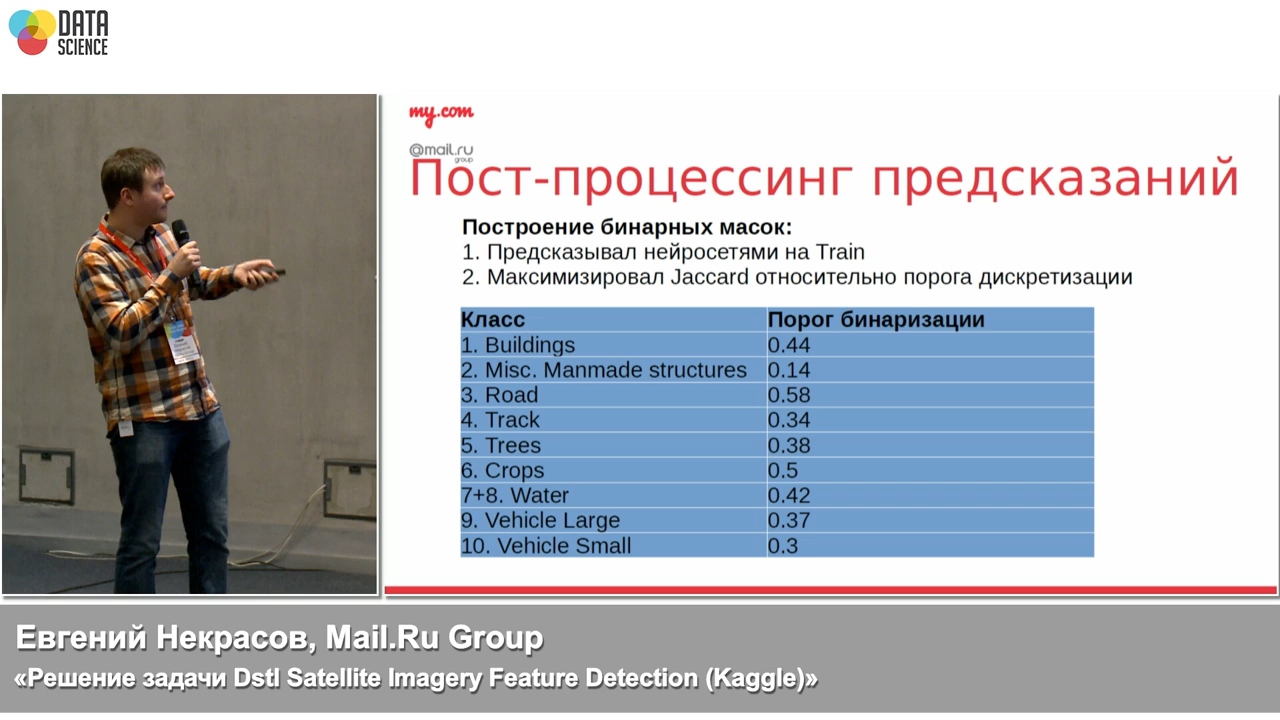 DATA
SCIENCE
my.com
@mail.ru
group
Пост-процессинг предсказаний
Построение бинарных масок:
1. Предсказывал нейросетями на Train
2. Максимизировал Jaccard относительно порога дискретизации
Класс Порог бинаризации
1. Buildings 0.44
2. Misc. Manmade structures 0.14
3. Road 0.58
4. Track 0.34
5. Trees 0.38
6. Crops 0.5
7+8. Water 0.42
9. Vehicle Large 0.37
10. Vehicle Small 0.3
Евгений Некрасов, Mail.Ru Group
«Решение задачи Dstl Satellite Imagery Feature Detection (Kaggle)»